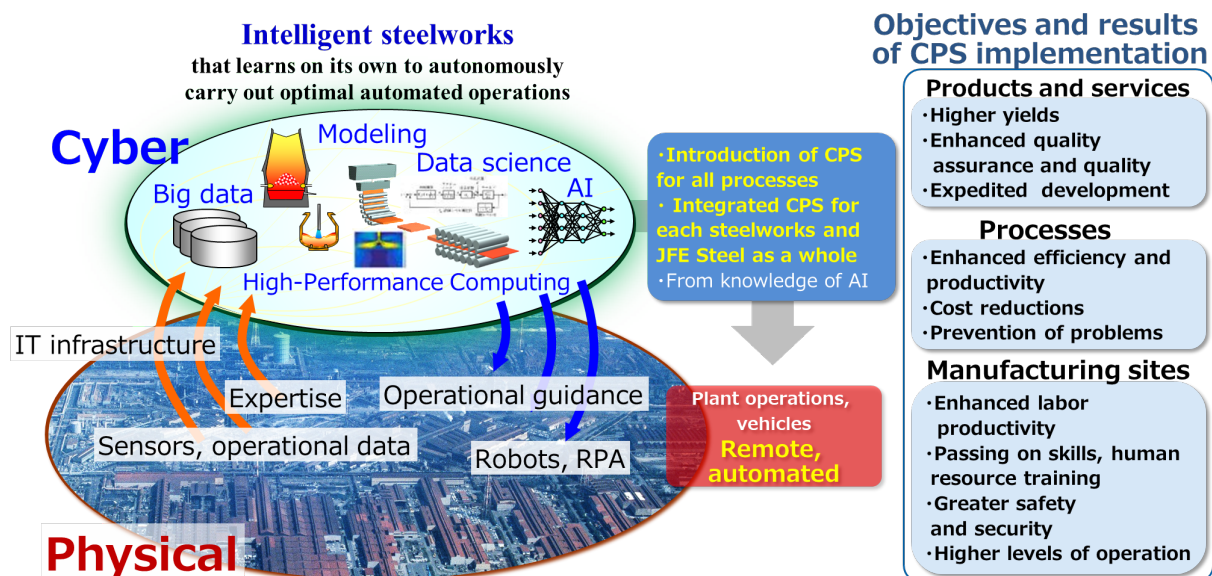 Intelligent steelworks
that learns on its own to autonomously
carry out optimal automated operations
Cyber
Modeling
Data science
Big data
AI
High-Performance Computing
IT infrastructure
Expertise
Sensors, operational data
Operational guidance
Robots, RPA
Physical
・Introduction of CPS
for all processes
・ Integrated CPS for
each steelworks and
JFE Steel as a whole
・From knowledge of AI
Plant operations,
vehicles
Remote,
automated
Objectives and results
of CPS implementation
Products and services
・Higher yields
・Enhanced quality
assurance and quality
・Expedited development
Processes
・Enhanced efficiency and
productivity
・Cost reductions
・Prevention of problems
Manufacturing sites
・Enhanced labor
productivity
・Passing on skills, human
resource training
・Greater safety
and security
・Higher levels of operation